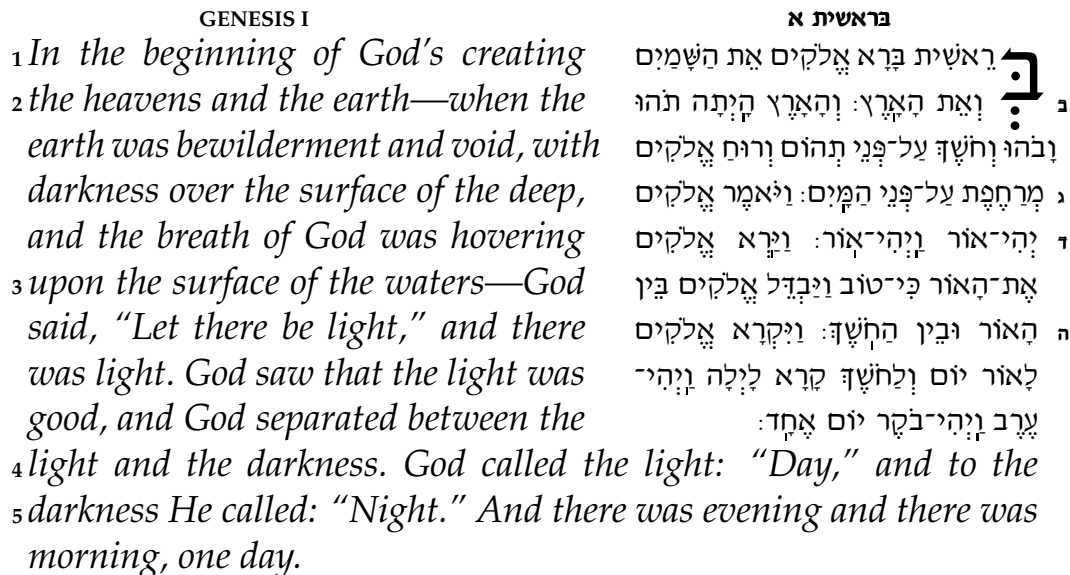 GENESIS I
1 In the beginning of God's creating
2 the heavens and the earth—when the
earth was bewilderment and void, with
darkness over the surface of the deep,
and the breath of God was hovering
3 upon the surface of the waters—God
said, “Let there be light,” and there
was light. God saw that the light was
good, and God separated between the
4 light and the darkness. God called the light: “Day,” and to the
5 darkness He called: “Night.” And there was evening and there was
morning, one day.
בראשית א
בְּרֵאשִׁית בָּרָא אֱלֹקִים אֵת הַשָּׁמַיִם
ב וְאֵת הָאָֽרֶץ׃ וְהָאָרֶץ הָֽיְתָה תֹהוּ
וָבֹהוּ וְחֹשֶׁךְ עַל־פְּנֵי תְהוֹם וְרוּחַ אֱלֹקִים
ג מְרַחֶפֶת עַל־פְּנֵי הַמָּֽיִם׃ וַיֹּאמֶר אֱלֹקִים
ד יְהִי־אוֹר וַֽיְהִי־אֽוֹר׃ וַיַּֽרְא אֱלֹקִים
אֶת־הָאוֹר כִּי־טוֹב וַיַּבְדֵּל אֱלֹקִים בֵּין
ה הָאוֹר וּבֵין הַחֽשֶׁךְ׃ וַיִּקְרָא אֱלֹקִים
לָאוֹר יוֹם וְלַחֹשֶׁךְ קָרָא לָיְלָה וַֽיְהִי־
עֶרֶב וַֽיְהִי־בֹקֶר יוֹם אֶחָֽד׃